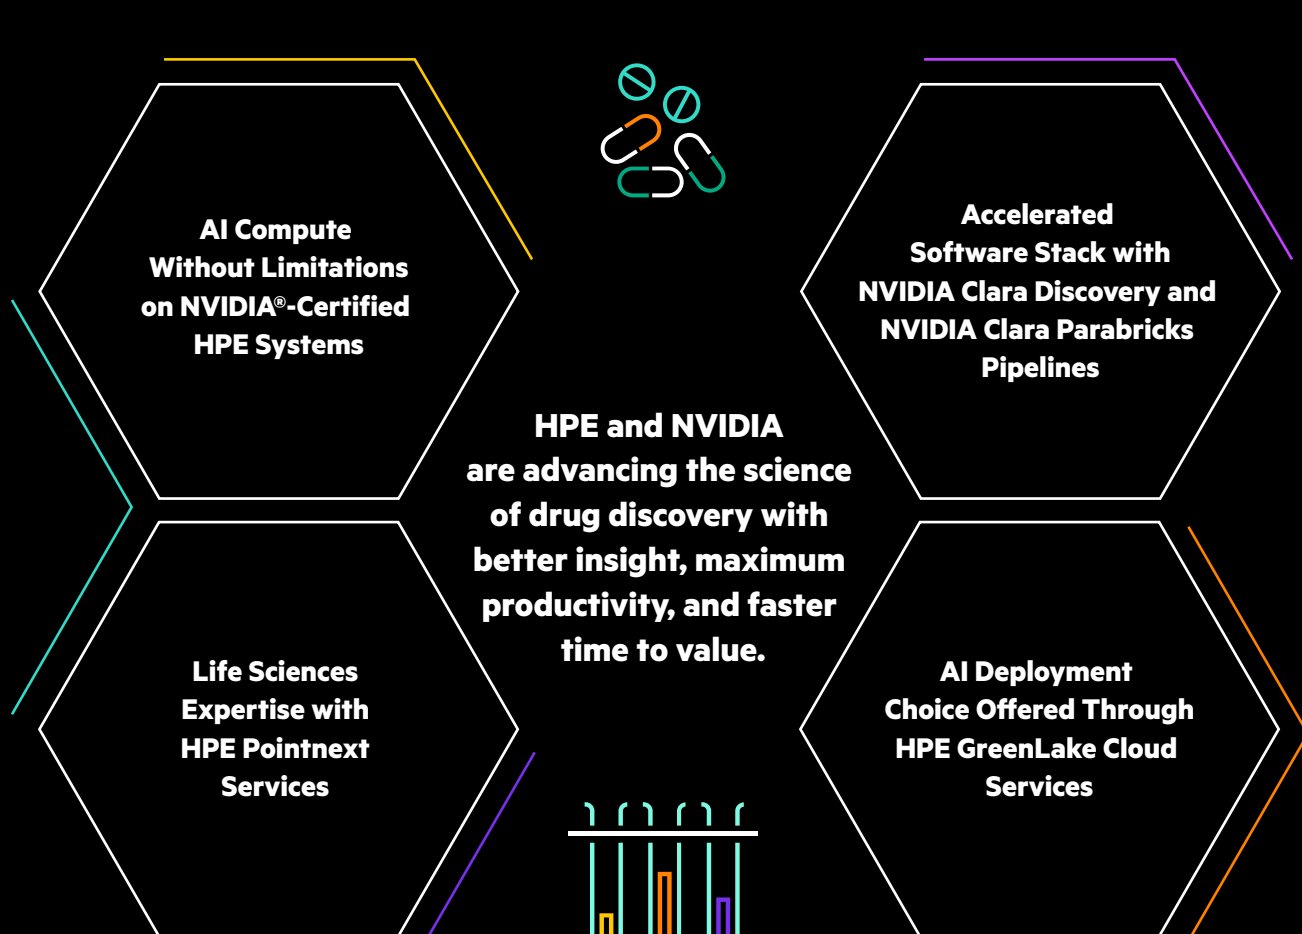 AI Compute
Without Limitations
on NVIDIA®-Certified
HPE Systems
Accelerated
Software Stack with
NVIDIA Clara Discovery and
NVIDIA Clara Parabricks
Pipelines
HPE and NVIDIA
are advancing the science
of drug discovery with
better insight, maximum
productivity, and faster
time to value.
Life Sciences
Expertise with
HPE Pointnext
Services
AI Deployment
Choice Offered Through
HPE GreenLake Cloud
Services